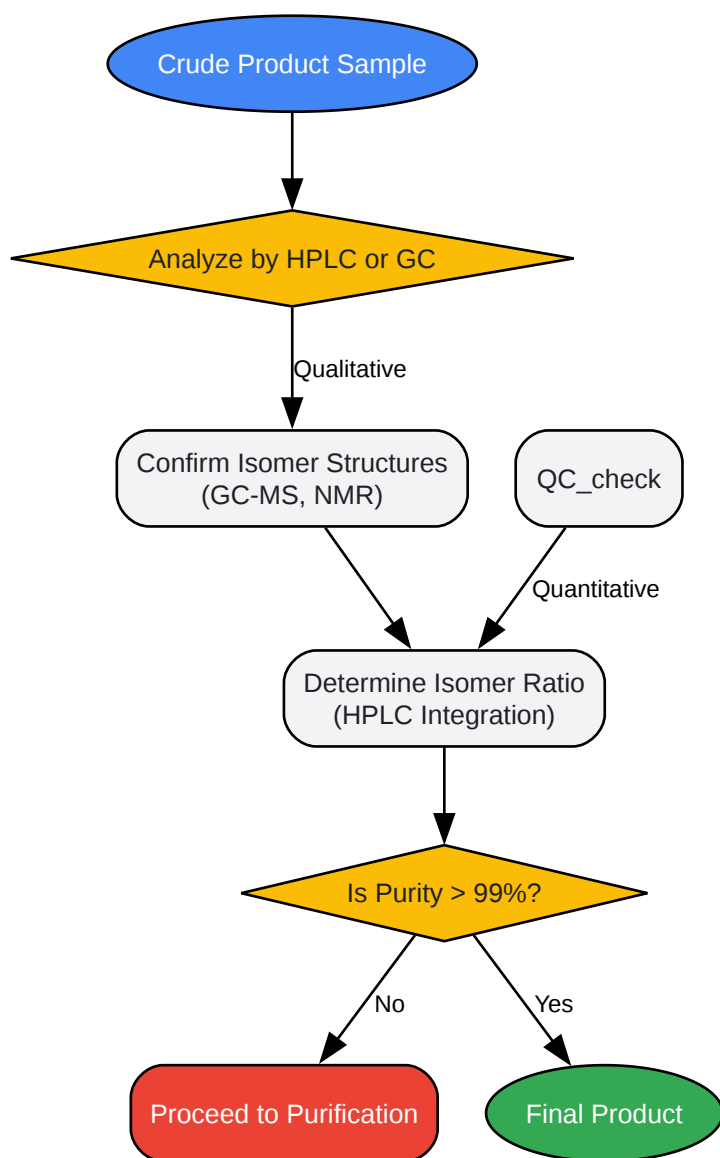 Crude Product Sample
Analyze by HPLC or GC
Qualitative
Confirm Isomer Structures
(GC-MS, NMR)
QC_check
Quantitative
Determine Isomer Ratio
(HPLC Integration)
Is Purity > 99%?
No
Yes
Proceed to Purification
Final Product